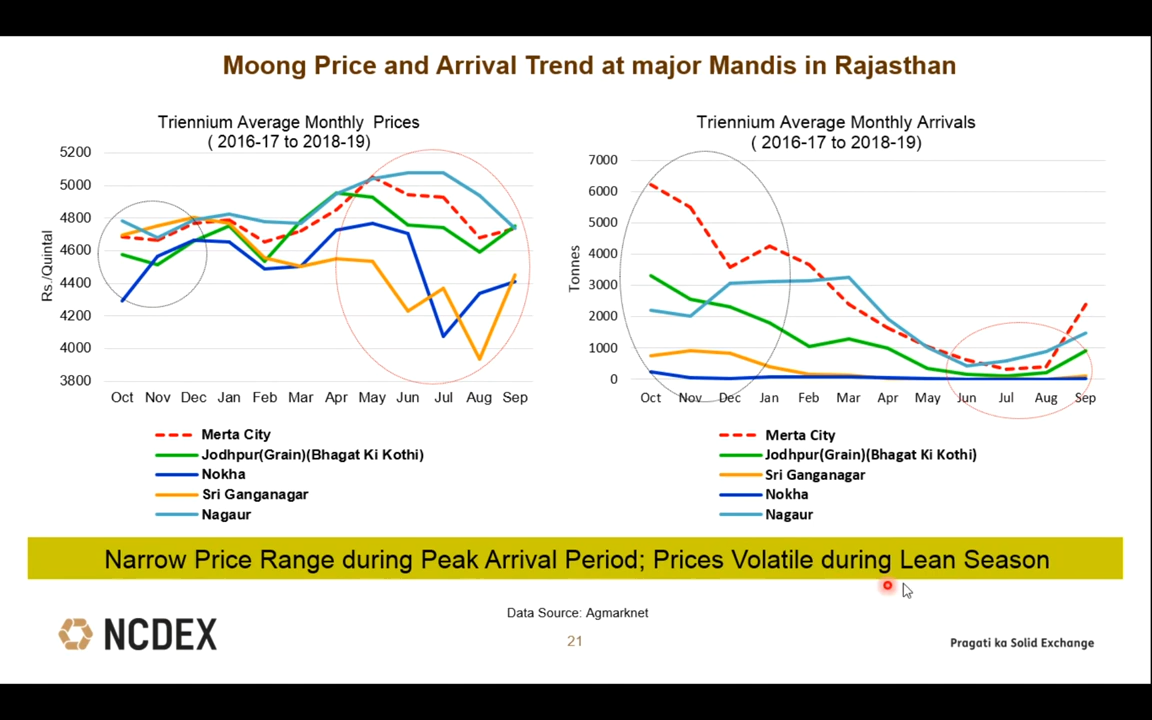 Moong Price and Arrival Trend at major Mandis in Rajasthan
Triennium Average Monthly Prices
( 2016-17 to 2018-19)
Rs./Quintal
5200
5000
4800
4600
4400
4200
4000
3800
Oct Nov Dec Jan Feb Mar Apr May Jun Jul Aug Sep
Merta City
Jodhpur(Grain)(Bhagat Ki Kothi)
Nokha
Sri Ganganagar
Nagaur
Triennium Average Monthly Arrivals
( 2016-17 to 2018-19)
Tonnes
7000
6000
5000
4000
3000
2000
1000
0
Oct Nov Dec Jan Feb Mar Apr May Jun Jul Aug Sep
Merta City
Jodhpur(Grain)(Bhagat Ki Kothi)
Sri Ganganagar
Nokha
Nagaur
Narrow Price Range during Peak Arrival Period; Prices Volatile during Lean Season
Data Source: Agmarknet
NCDEX
21
Pragati ka Solid Exchange